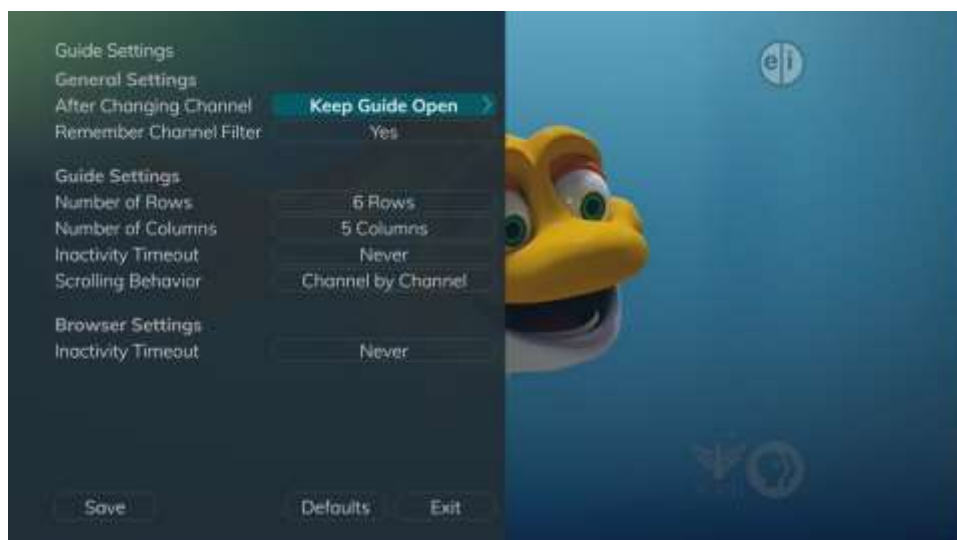 Guide Settings
General Settings
After Changing Channel Keep Guide Open
Remember Channel Filter Yes
Guide Settings
Number of Rows 6 Rows
Number of Columns 5 Columns
Inactivity Timeout Never
Scrolling Behavior Channel by Channel
Browser Settings
Inactivity Timeout Never
Save Defaults Exit
e i